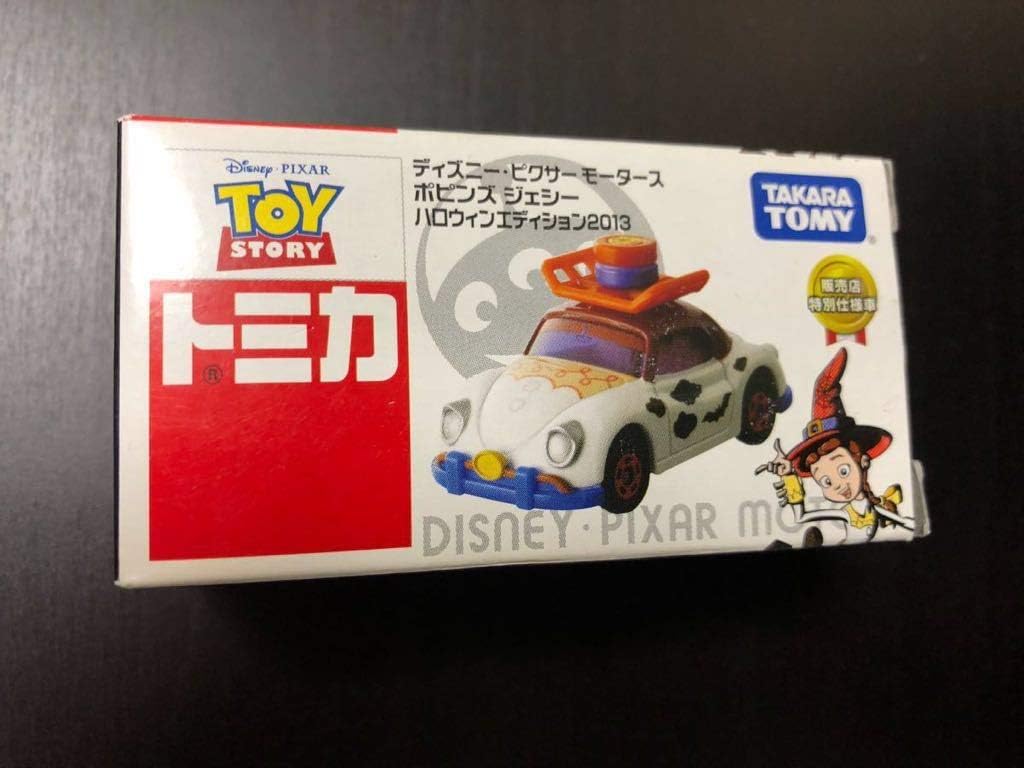 Disney · PIXAR
TOY
STORY
トミカ®
ディズニー・ピクサー モータース
ポピンズ ジェシー
ハロウィンエディション2013
TAKARA
TOMY®
販売店
特別仕様車
DISNEY · PIXAR